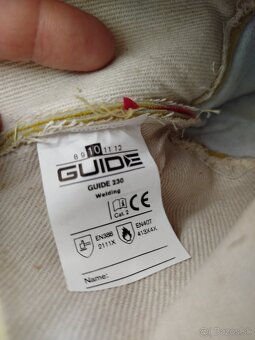 8 9 10 11 12
GUIDE
GUIDE 230
Welding
i CE
Cat. 2
EN388 EN407
2111X 413X4X
Name: